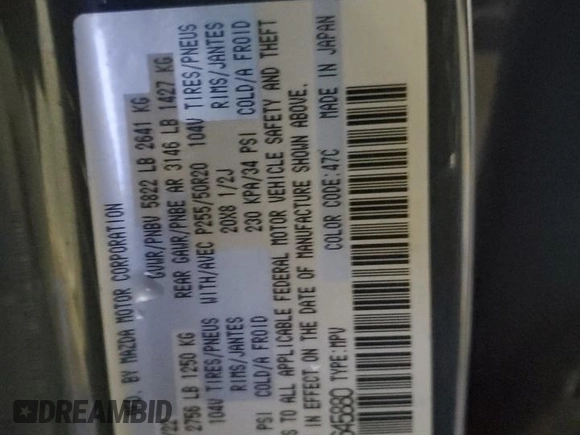 MFD. BY MAZDA MOTOR CORPORATION
GVWR/PNBV 5822 LB 2641 KG
2756 LB 1250 KG REAR GAWR/PNBE AR 3146 LB 1427 KG
104V TIRES/PNEUS WITH/AVEC P255/50R20 104V TIRES/PNEUS
RIMS/JANTES 20X8 1/2J RIMS/JANTES
PSI COLD/A FROID 230 KPA/34 PSI COLD/A FROID
TO ALL APPLICABLE FEDERAL MOTOR VEHICLE SAFETY AND THEFT
IN EFFECT ON THE DATE OF MANUFACTURE SHOWN ABOVE.
645880 TYPE:MPV COLOR CODE:47C MADE IN JAPAN
DREAMBID